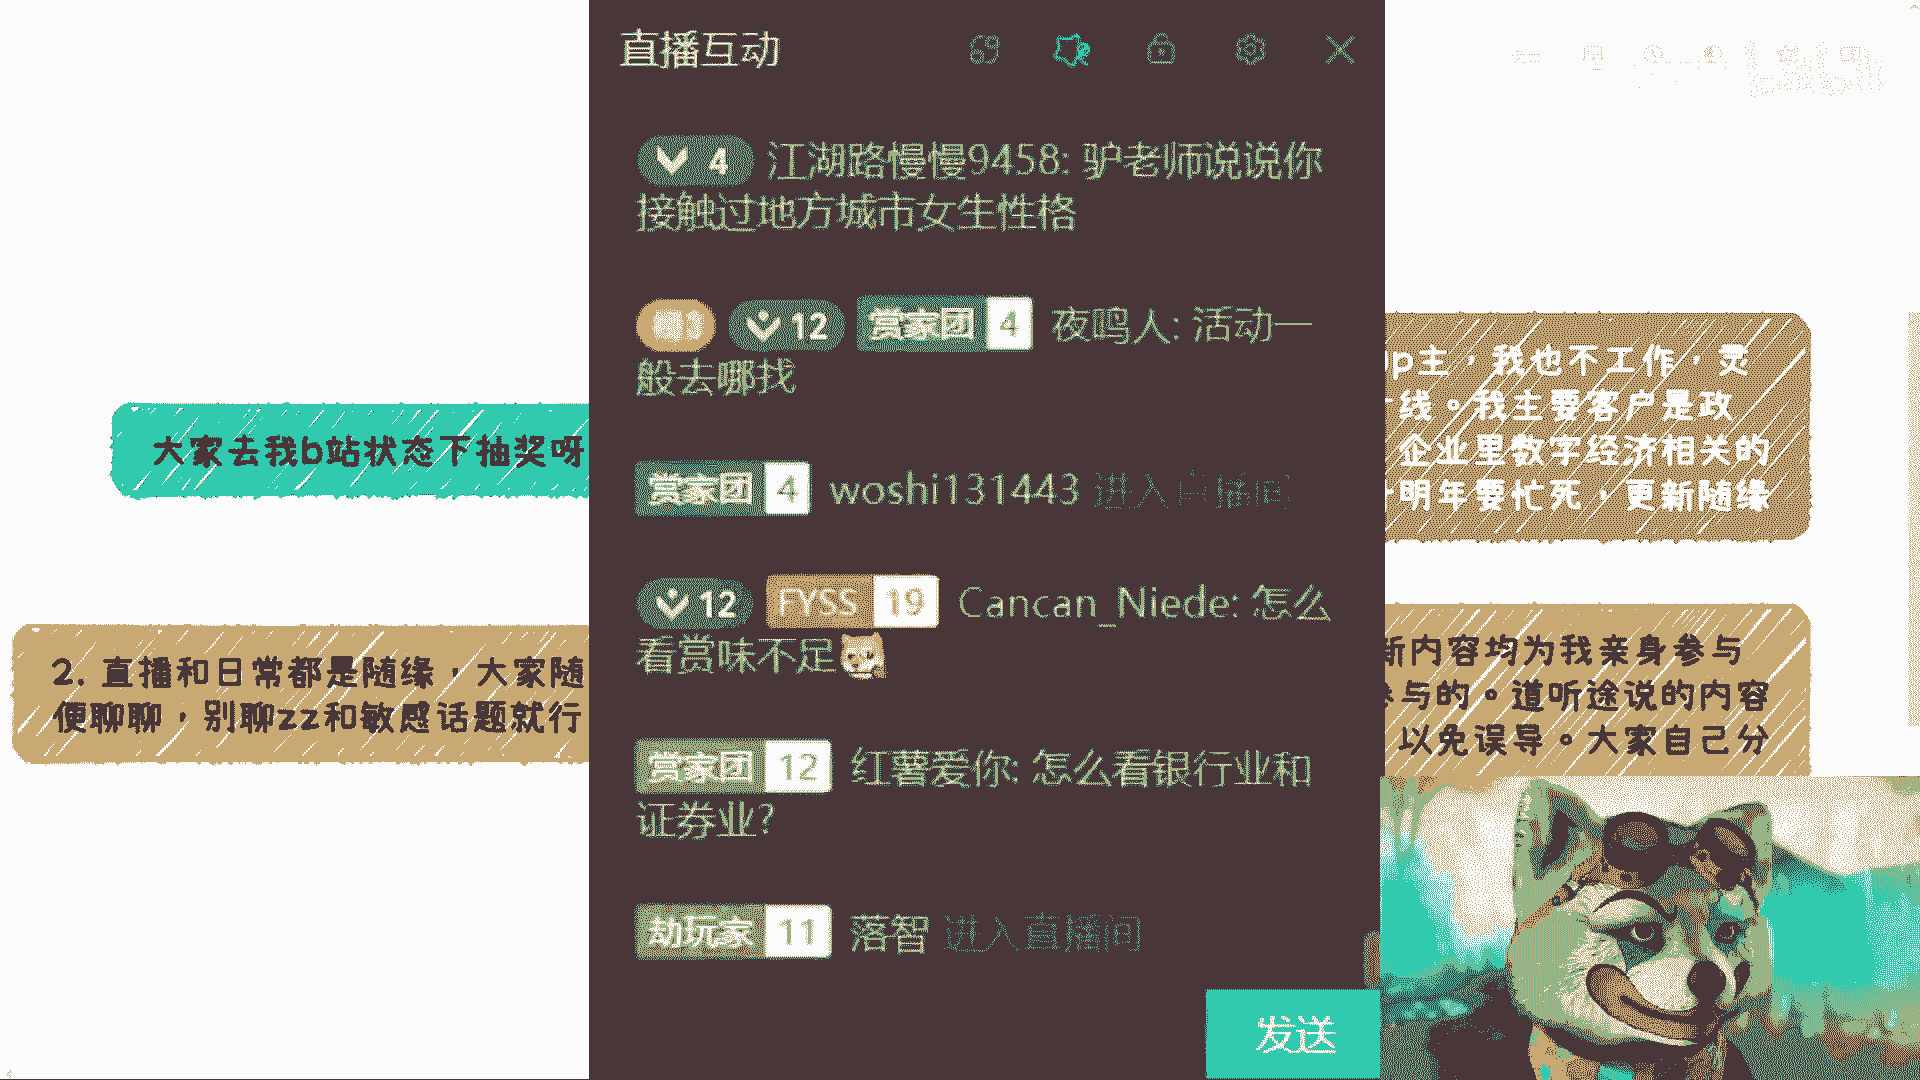 直播互动
4 江湖路慢慢9458: 驴老师说说你
接触过地方城市女生性格
12 赏家团 4 夜鸣人: 活动一
般去哪找
赏家团 4 woshi131443 进入直播间
12 FYSS 19 Cancan_Niede: 怎么
看赏味不足
赏家团 12 红薯爱你: 怎么看银行业和
证券业?
劫玩家 11 落智 进入直播间
发送
大家去我b站状态下抽奖呀
2. 直播和日常都是随缘，大家随
便聊聊，别聊zz和敏感话题就行
p主，我也不工作，灵
线。我主要客户是政
企业里数字经济相关的
明年要忙死，更新随缘
新内容均为我亲身参与
参与的。道听途说的内容
以免误导。大家自己分